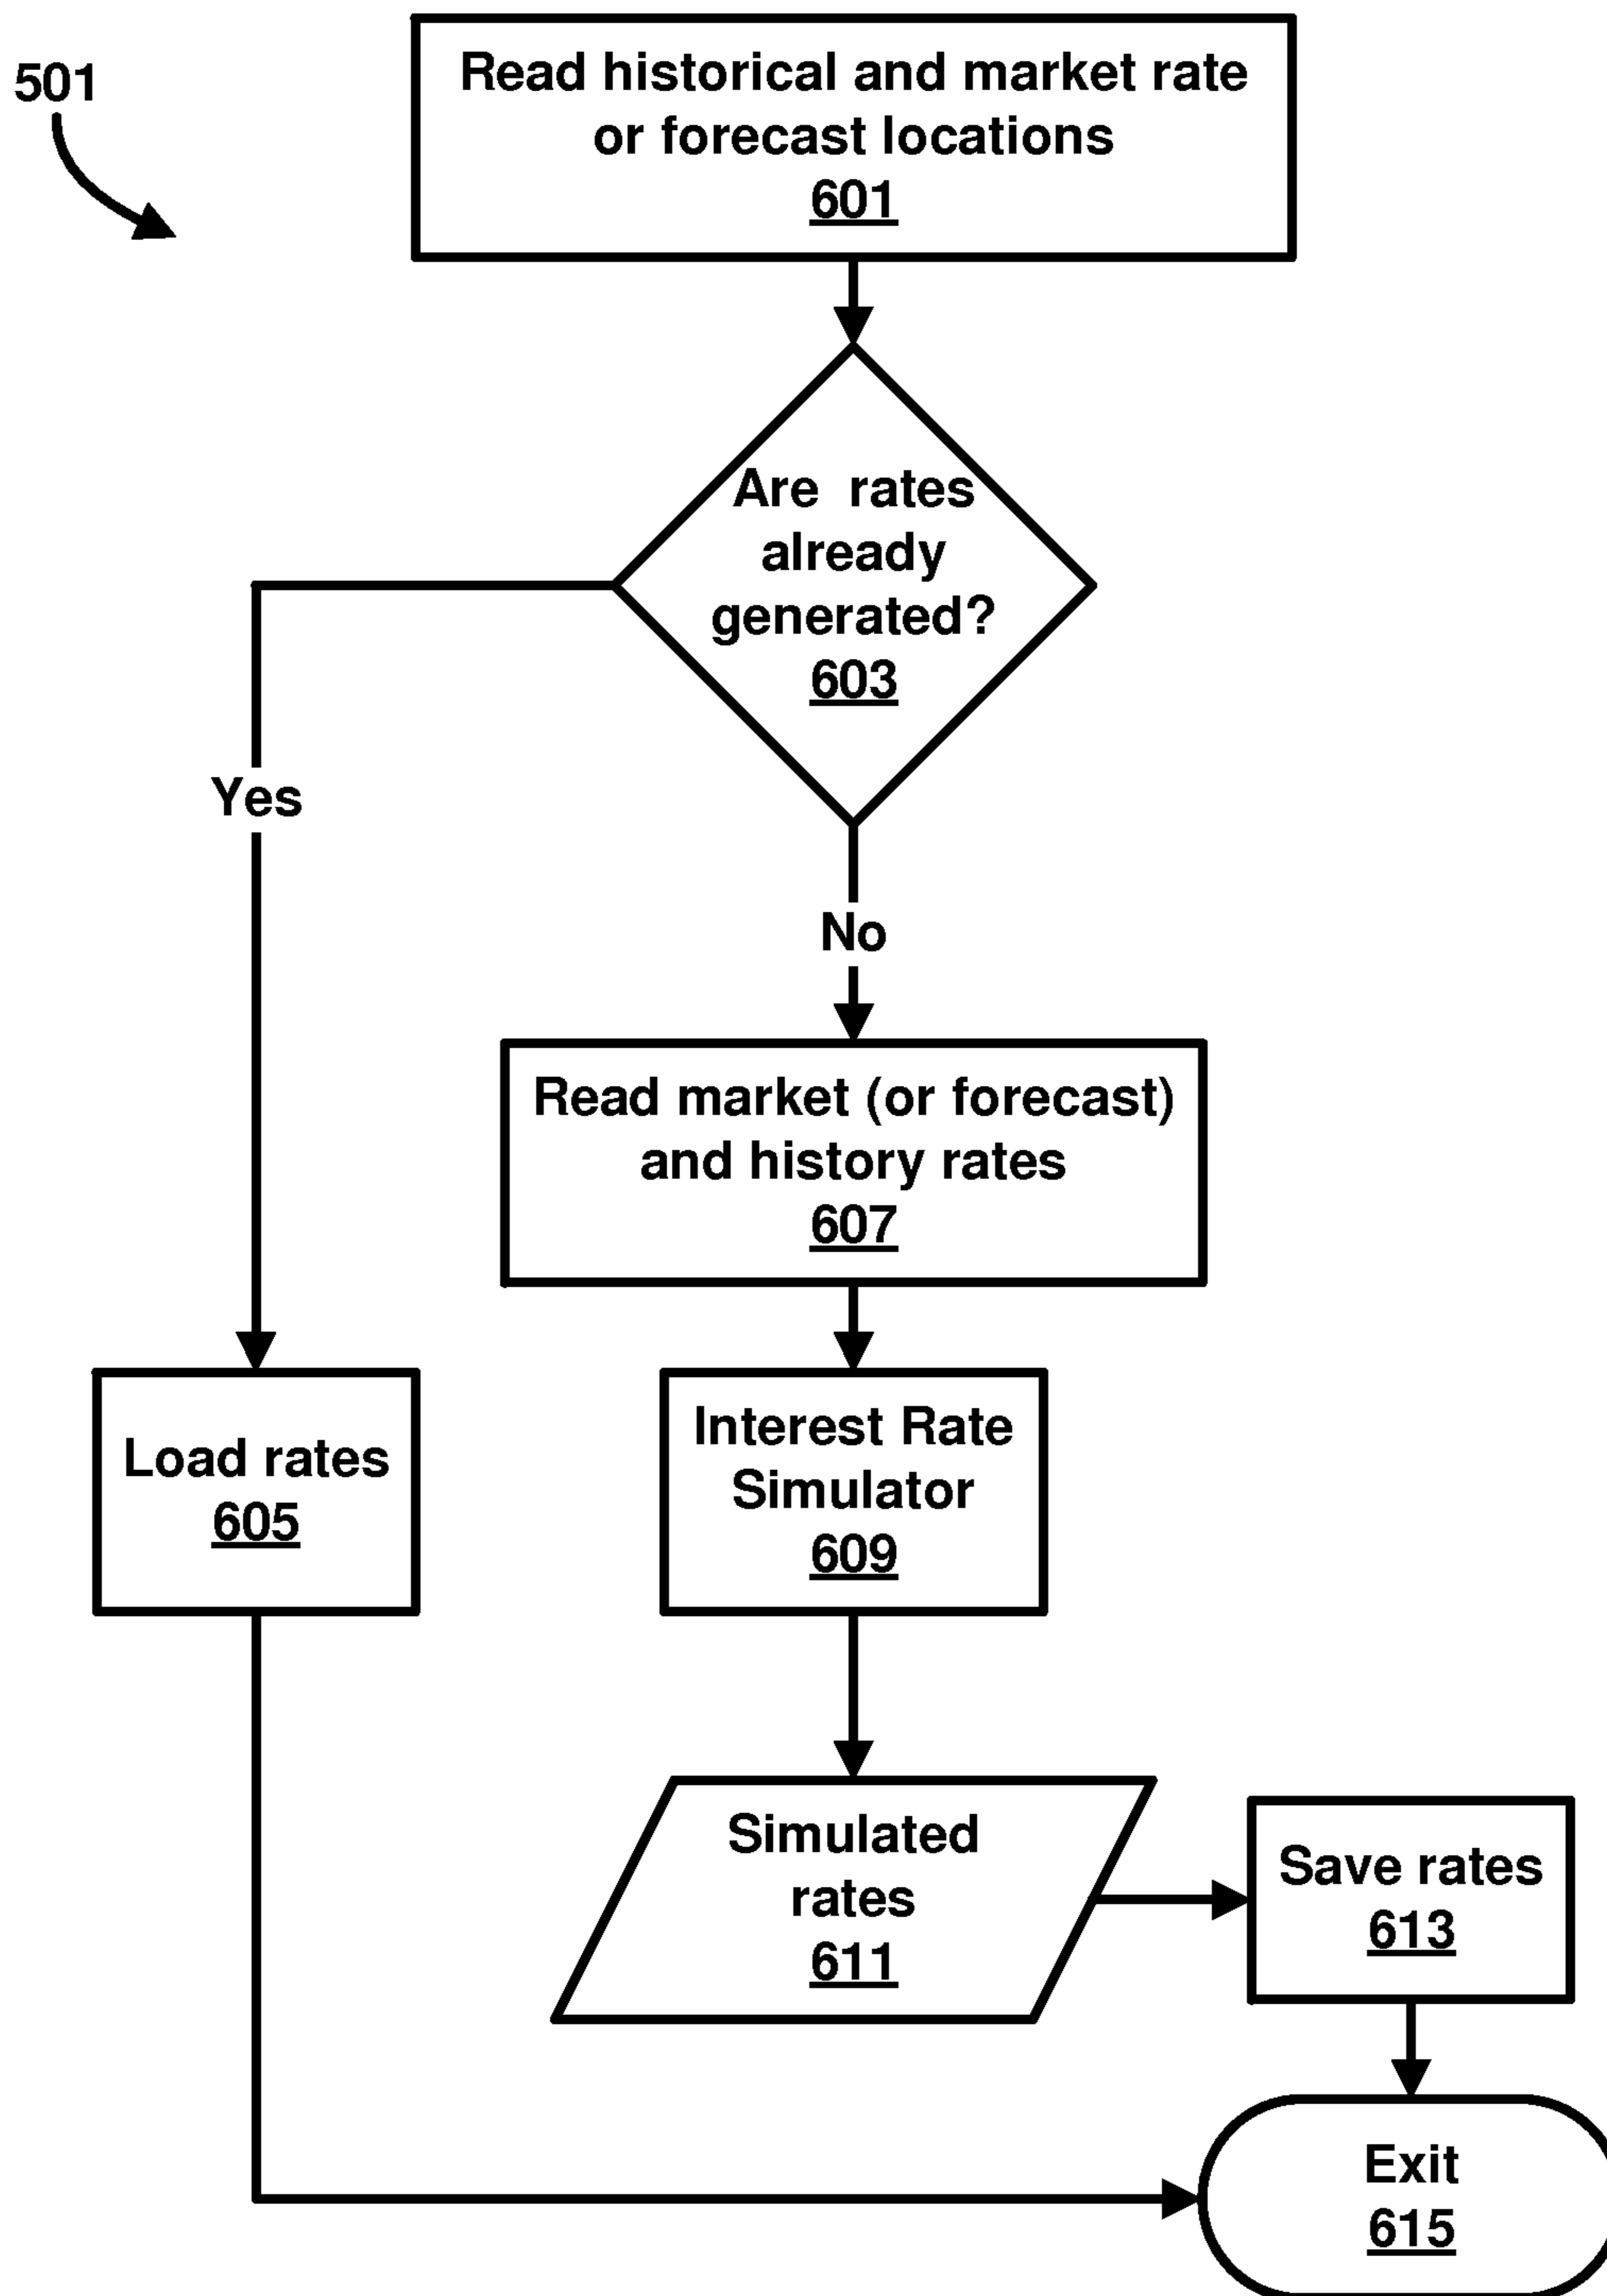 501
Read historical and market rate
or forecast locations
601
Are rates
already
generated?
603
Yes
No
Read market (or forecast)
and history rates
607
Load rates
605
Interest Rate
Simulator
609
Simulated
rates
611
Save rates
613
Exit
615